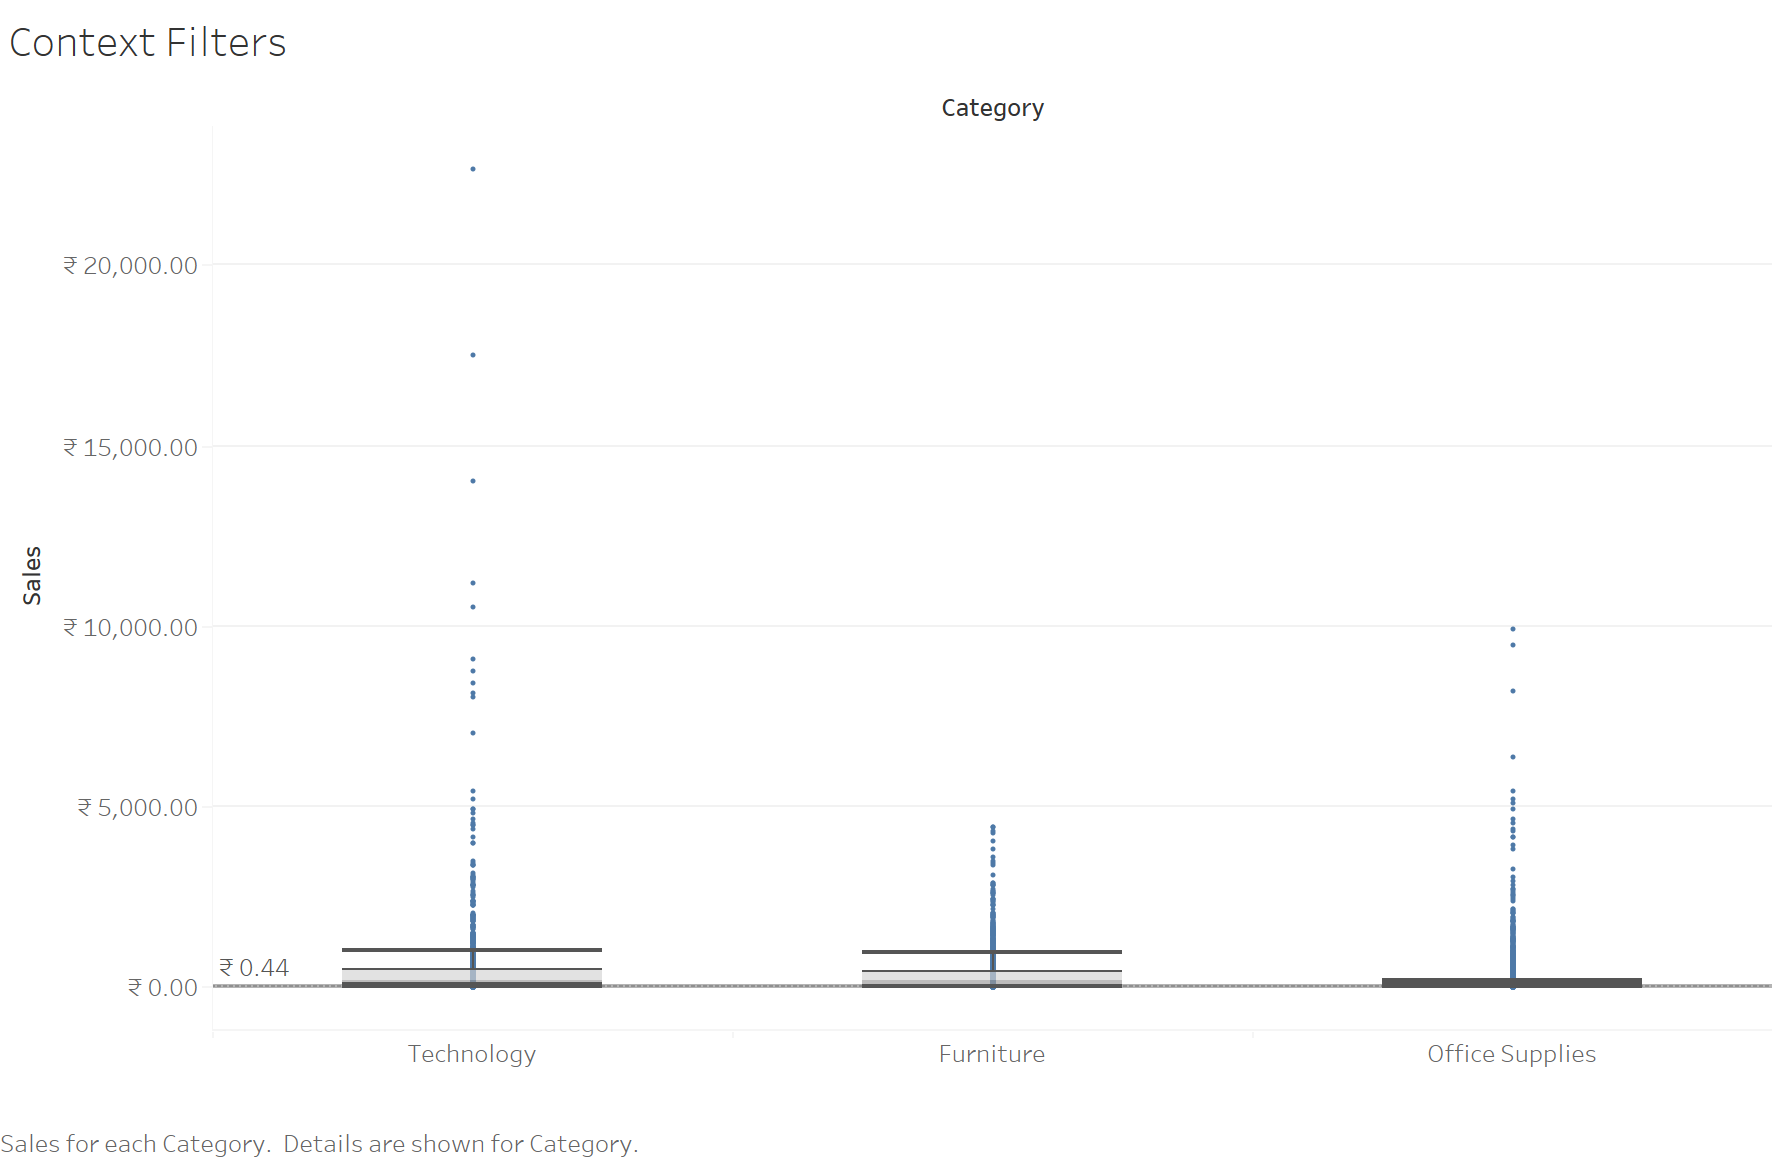 Context Filters
Category
₹ 20,000.00
₹ 15,000.00
₹ 10,000.00
₹ 5,000.00
₹ 0.44
₹ 0.00
Sales
Technology
Furniture
Office Supplies
Sales for each Category.  Details are shown for Category.